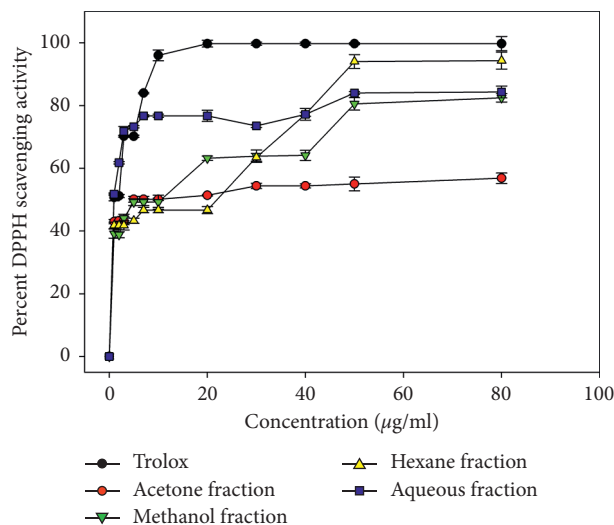 Percent DPPH scavenging activity
100
80
60
40
20
0
0 20 40 60 80 100
Concentration (µg/ml)
Trolox
Acetone fraction
Methanol fraction
Hexane fraction
Aqueous fraction